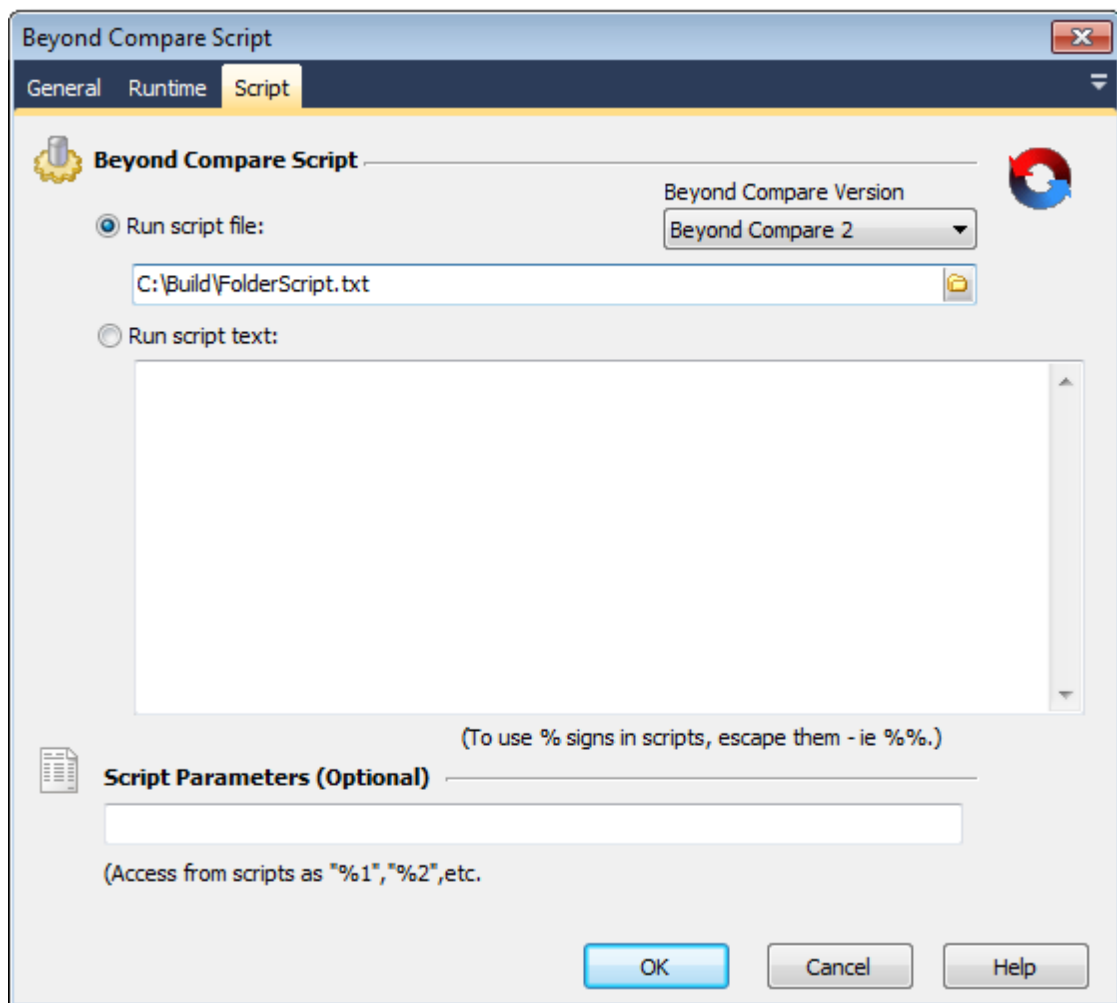 Beyond Compare Script
General Runtime Script
Beyond Compare Script
Beyond Compare Version
Run script file:
Beyond Compare 2
C:\Build\FolderScript.txt
Run script text:
(To use % signs in scripts, escape them - ie %%.)
Script Parameters (Optional)
(Access from scripts as "%1","%2",etc.
OK Cancel Help